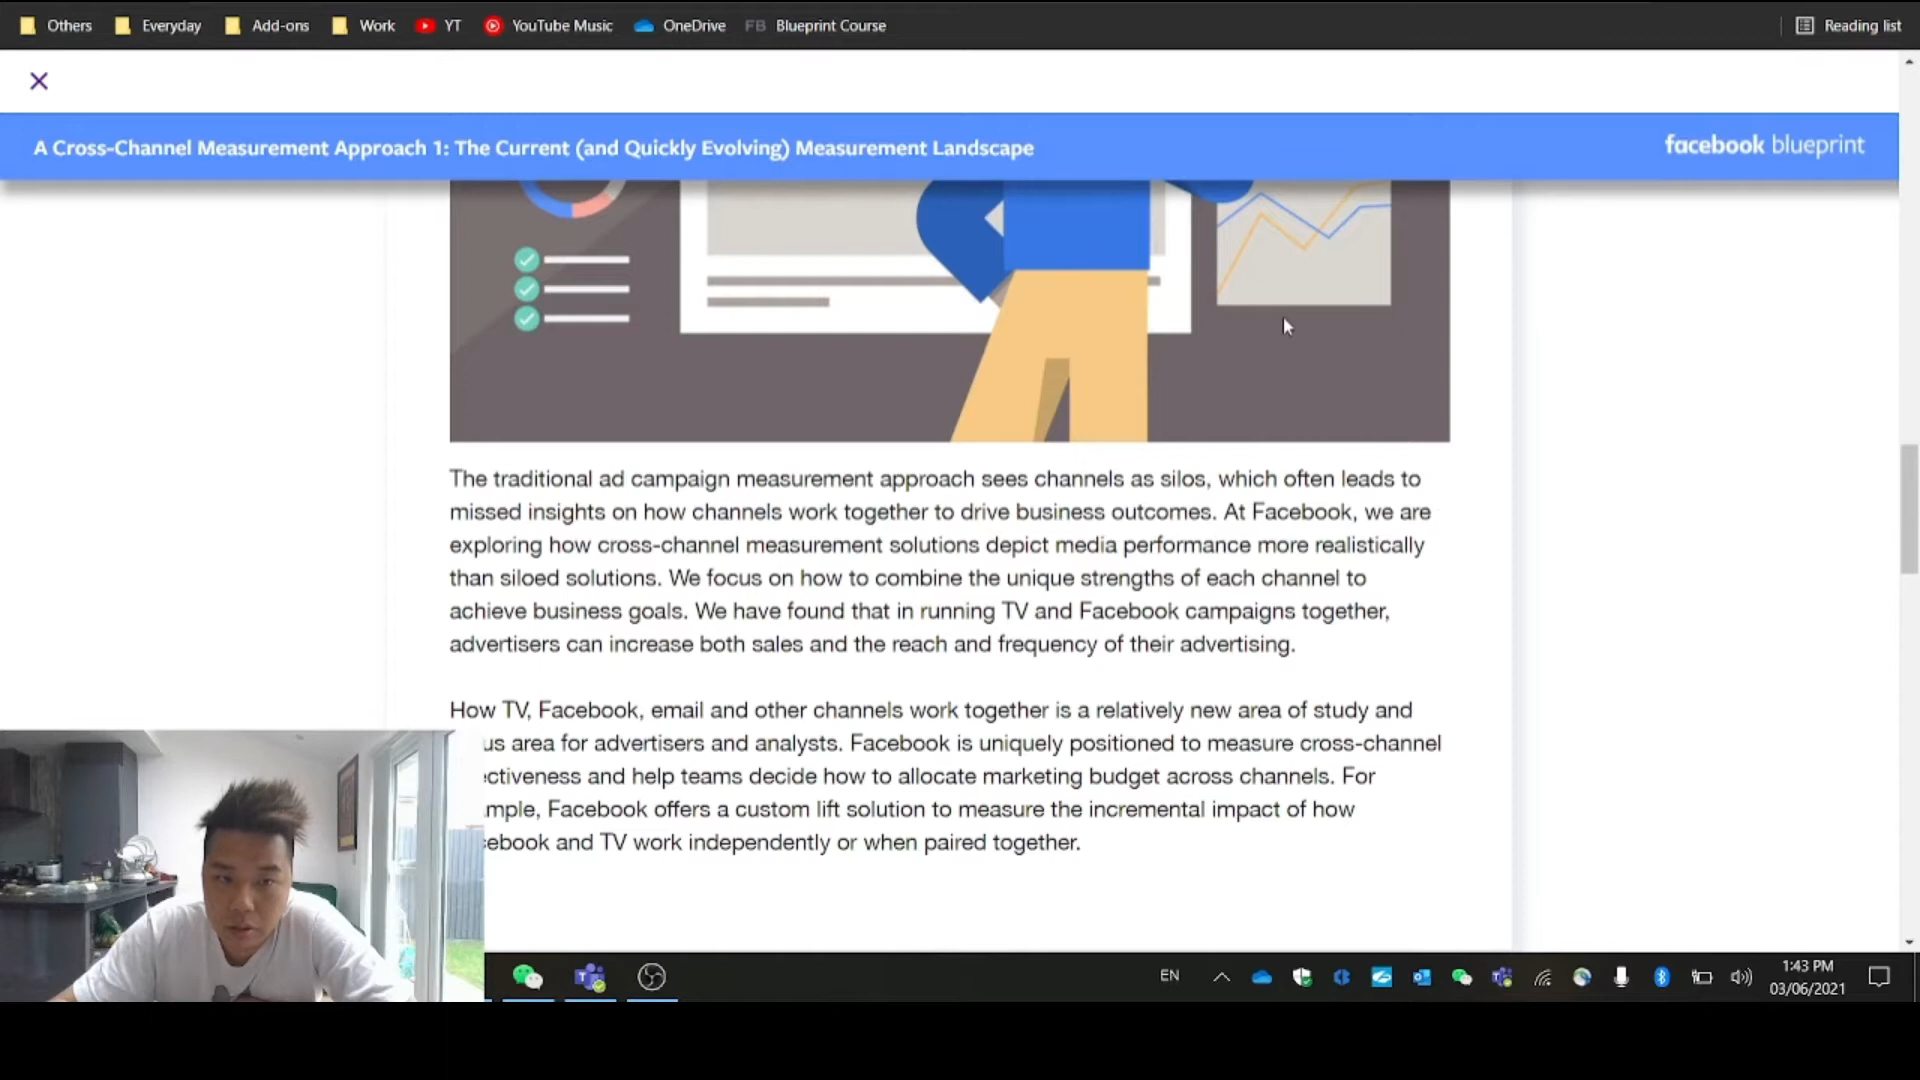 Others Everyday Add-ons Work YT YouTube Music OneDrive FB Blueprint Course Reading list
A Cross-Channel Measurement Approach 1: The Current (and Quickly Evolving) Measurement Landscape
facebook blueprint
The traditional ad campaign measurement approach sees channels as silos, which often leads to
missed insights on how channels work together to drive business outcomes. At Facebook, we are
exploring how cross-channel measurement solutions depict media performance more realistically
than siloed solutions. We focus on how to combine the unique strengths of each channel to
achieve business goals. We have found that in running TV and Facebook campaigns together,
advertisers can increase both sales and the reach and frequency of their advertising.
How TV, Facebook, email and other channels work together is a relatively new area of study and
us area for advertisers and analysts. Facebook is uniquely positioned to measure cross-channel
ectiveness and help teams decide how to allocate marketing budget across channels. For
mple, Facebook offers a custom lift solution to measure the incremental impact of how
ebook and TV work independently or when paired together.
EN
1:43 PM
03/06/2021